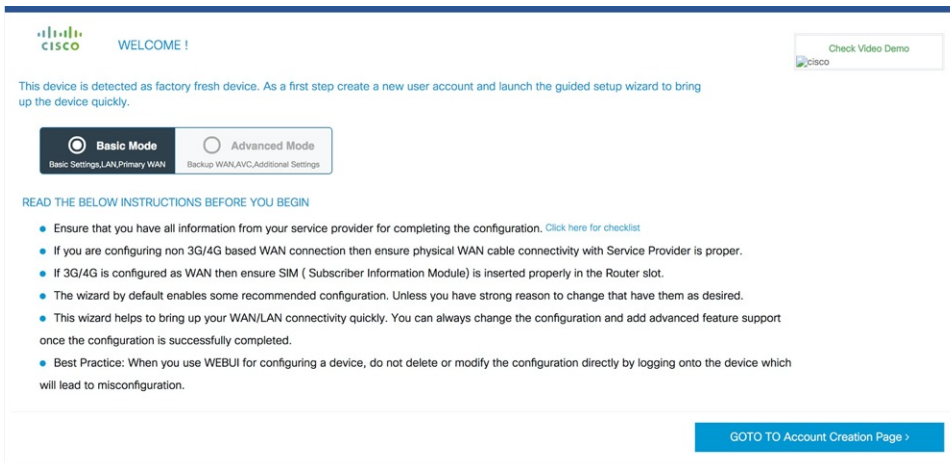 CISCO
WELCOME !
Check Video Demo
cisco
This device is detected as factory fresh device. As a first step create a new user account and launch the guided setup wizard to bring
up the device quickly.
Basic Mode
Basic Settings,LAN,Primary WAN
Advanced Mode
Backup WAN,AVC,Additional Settings
READ THE BELOW INSTRUCTIONS BEFORE YOU BEGIN
Ensure that you have all information from your service provider for completing the configuration. Click here for checklist
If you are configuring non 3G/4G based WAN connection then ensure physical WAN cable connectivity with Service Provider is proper.
If 3G/4G is configured as WAN then ensure SIM ( Subscriber Information Module) is inserted properly in the Router slot.
The wizard by default enables some recommended configuration. Unless you have strong reason to change that have them as desired.
This wizard helps to bring up your WAN/LAN connectivity quickly. You can always change the configuration and add advanced feature support
once the configuration is successfully completed.
Best Practice: When you use WEBUI for configuring a device, do not delete or modify the configuration directly by logging onto the device which
will lead to misconfiguration.
GOTO TO Account Creation Page >